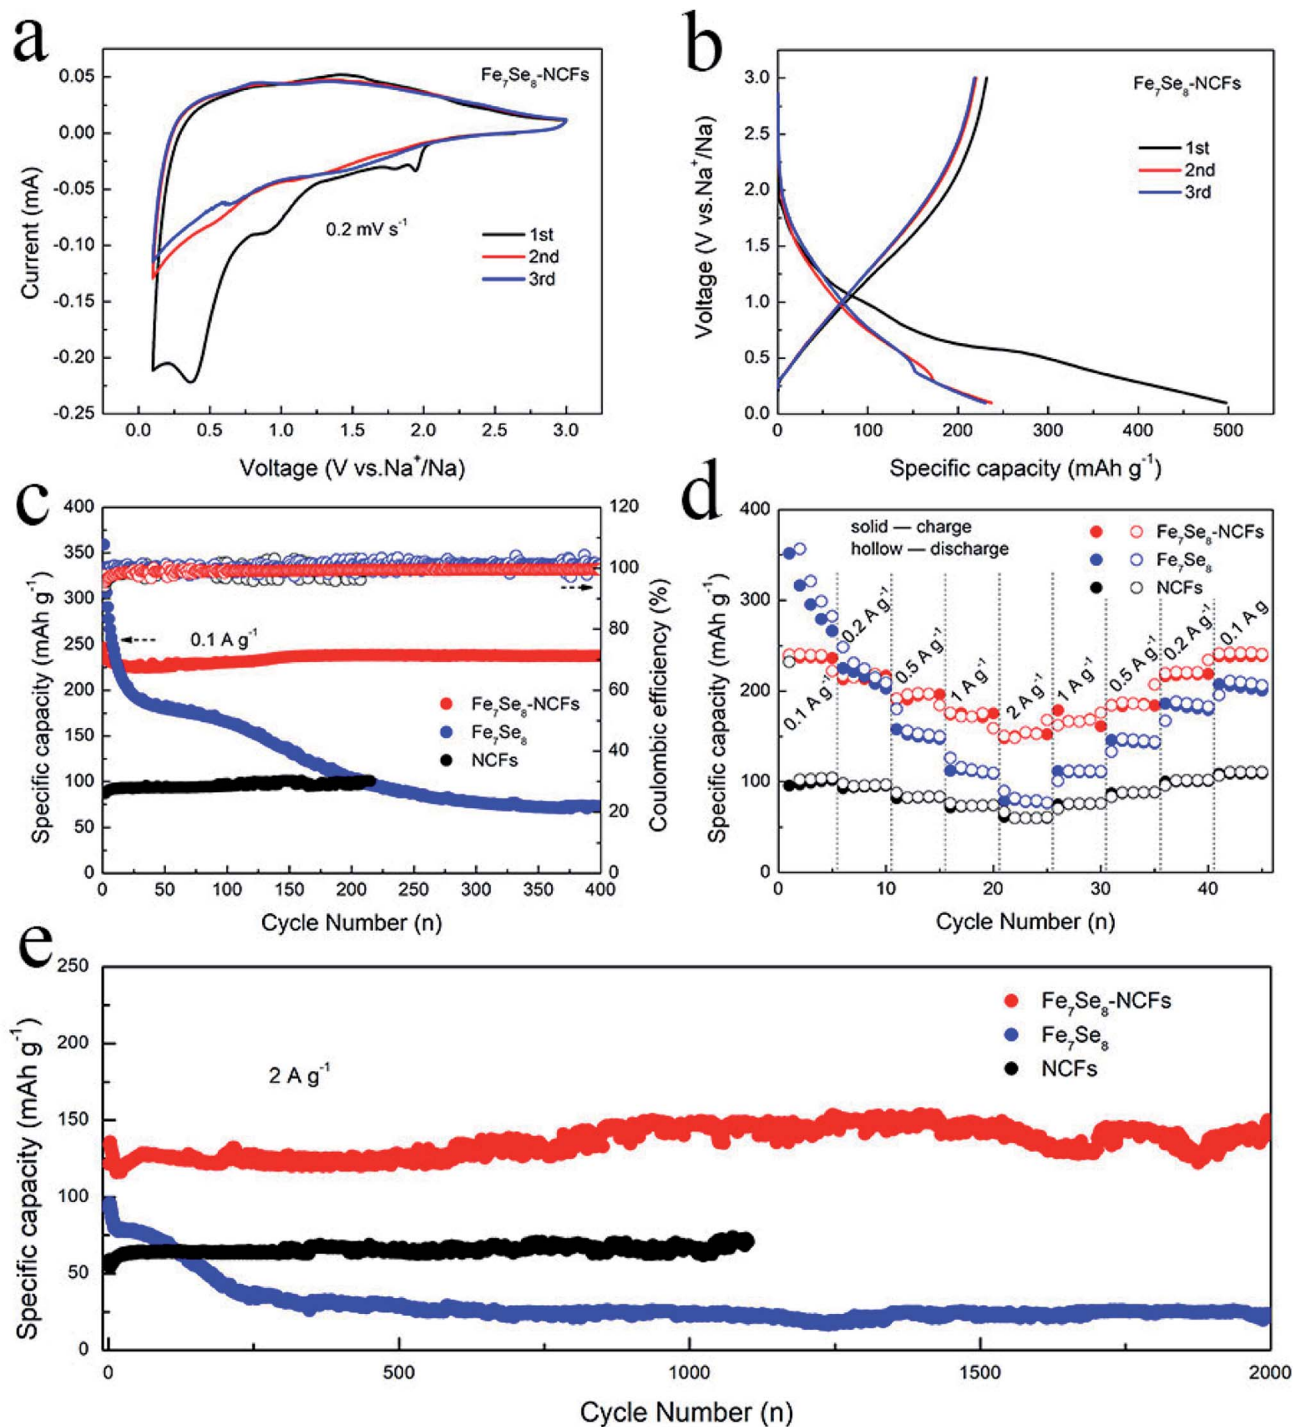 a
Fe₇Se₈-NCFs
0.2 mV s⁻¹
1st
2nd
3rd
0.05
0.00
-0.05
-0.10
-0.15
-0.20
-0.25
Current (mA)
0.0 0.5 1.0 1.5 2.0 2.5 3.0
Voltage (V vs.Na⁺/Na)
b
Fe₇Se₈-NCFs
1st
2nd
3rd
3.0
2.5
2.0
1.5
1.0
0.5
0.0
Voltage (V vs.Na⁺/Na)
0 100 200 300 400 500
Specific capacity (mAh g⁻¹)
c
400
350
300
250
200
150
100
50
0
Specific capacity (mAh g⁻¹)
0.1 A g⁻¹
Fe₇Se₈-NCFs
Fe₇Se₈
NCFs
120
100
80
60
40
20
0
Coulombic efficiency (%)
0 50 100 150 200 250 300 350 400
Cycle Number (n)
d
400
300
200
100
0
Specific capacity (mAh g⁻¹)
solid — charge
hollow — discharge
Fe₇Se₈-NCFs
Fe₇Se₈
NCFs
0.1 A g⁻¹
0.2 A g⁻¹
0.5 A g⁻¹
1 A g⁻¹
2 A g⁻¹
1 A g⁻¹
0.5 A g⁻¹
0.2 A g⁻¹
0.1 A g
0 10 20 30 40
Cycle Number (n)
e
250
200
150
100
50
0
Specific capacity (mAh g⁻¹)
2 A g⁻¹
Fe₇Se₈-NCFs
Fe₇Se₈
NCFs
0 500 1000 1500 2000
Cycle Number (n)